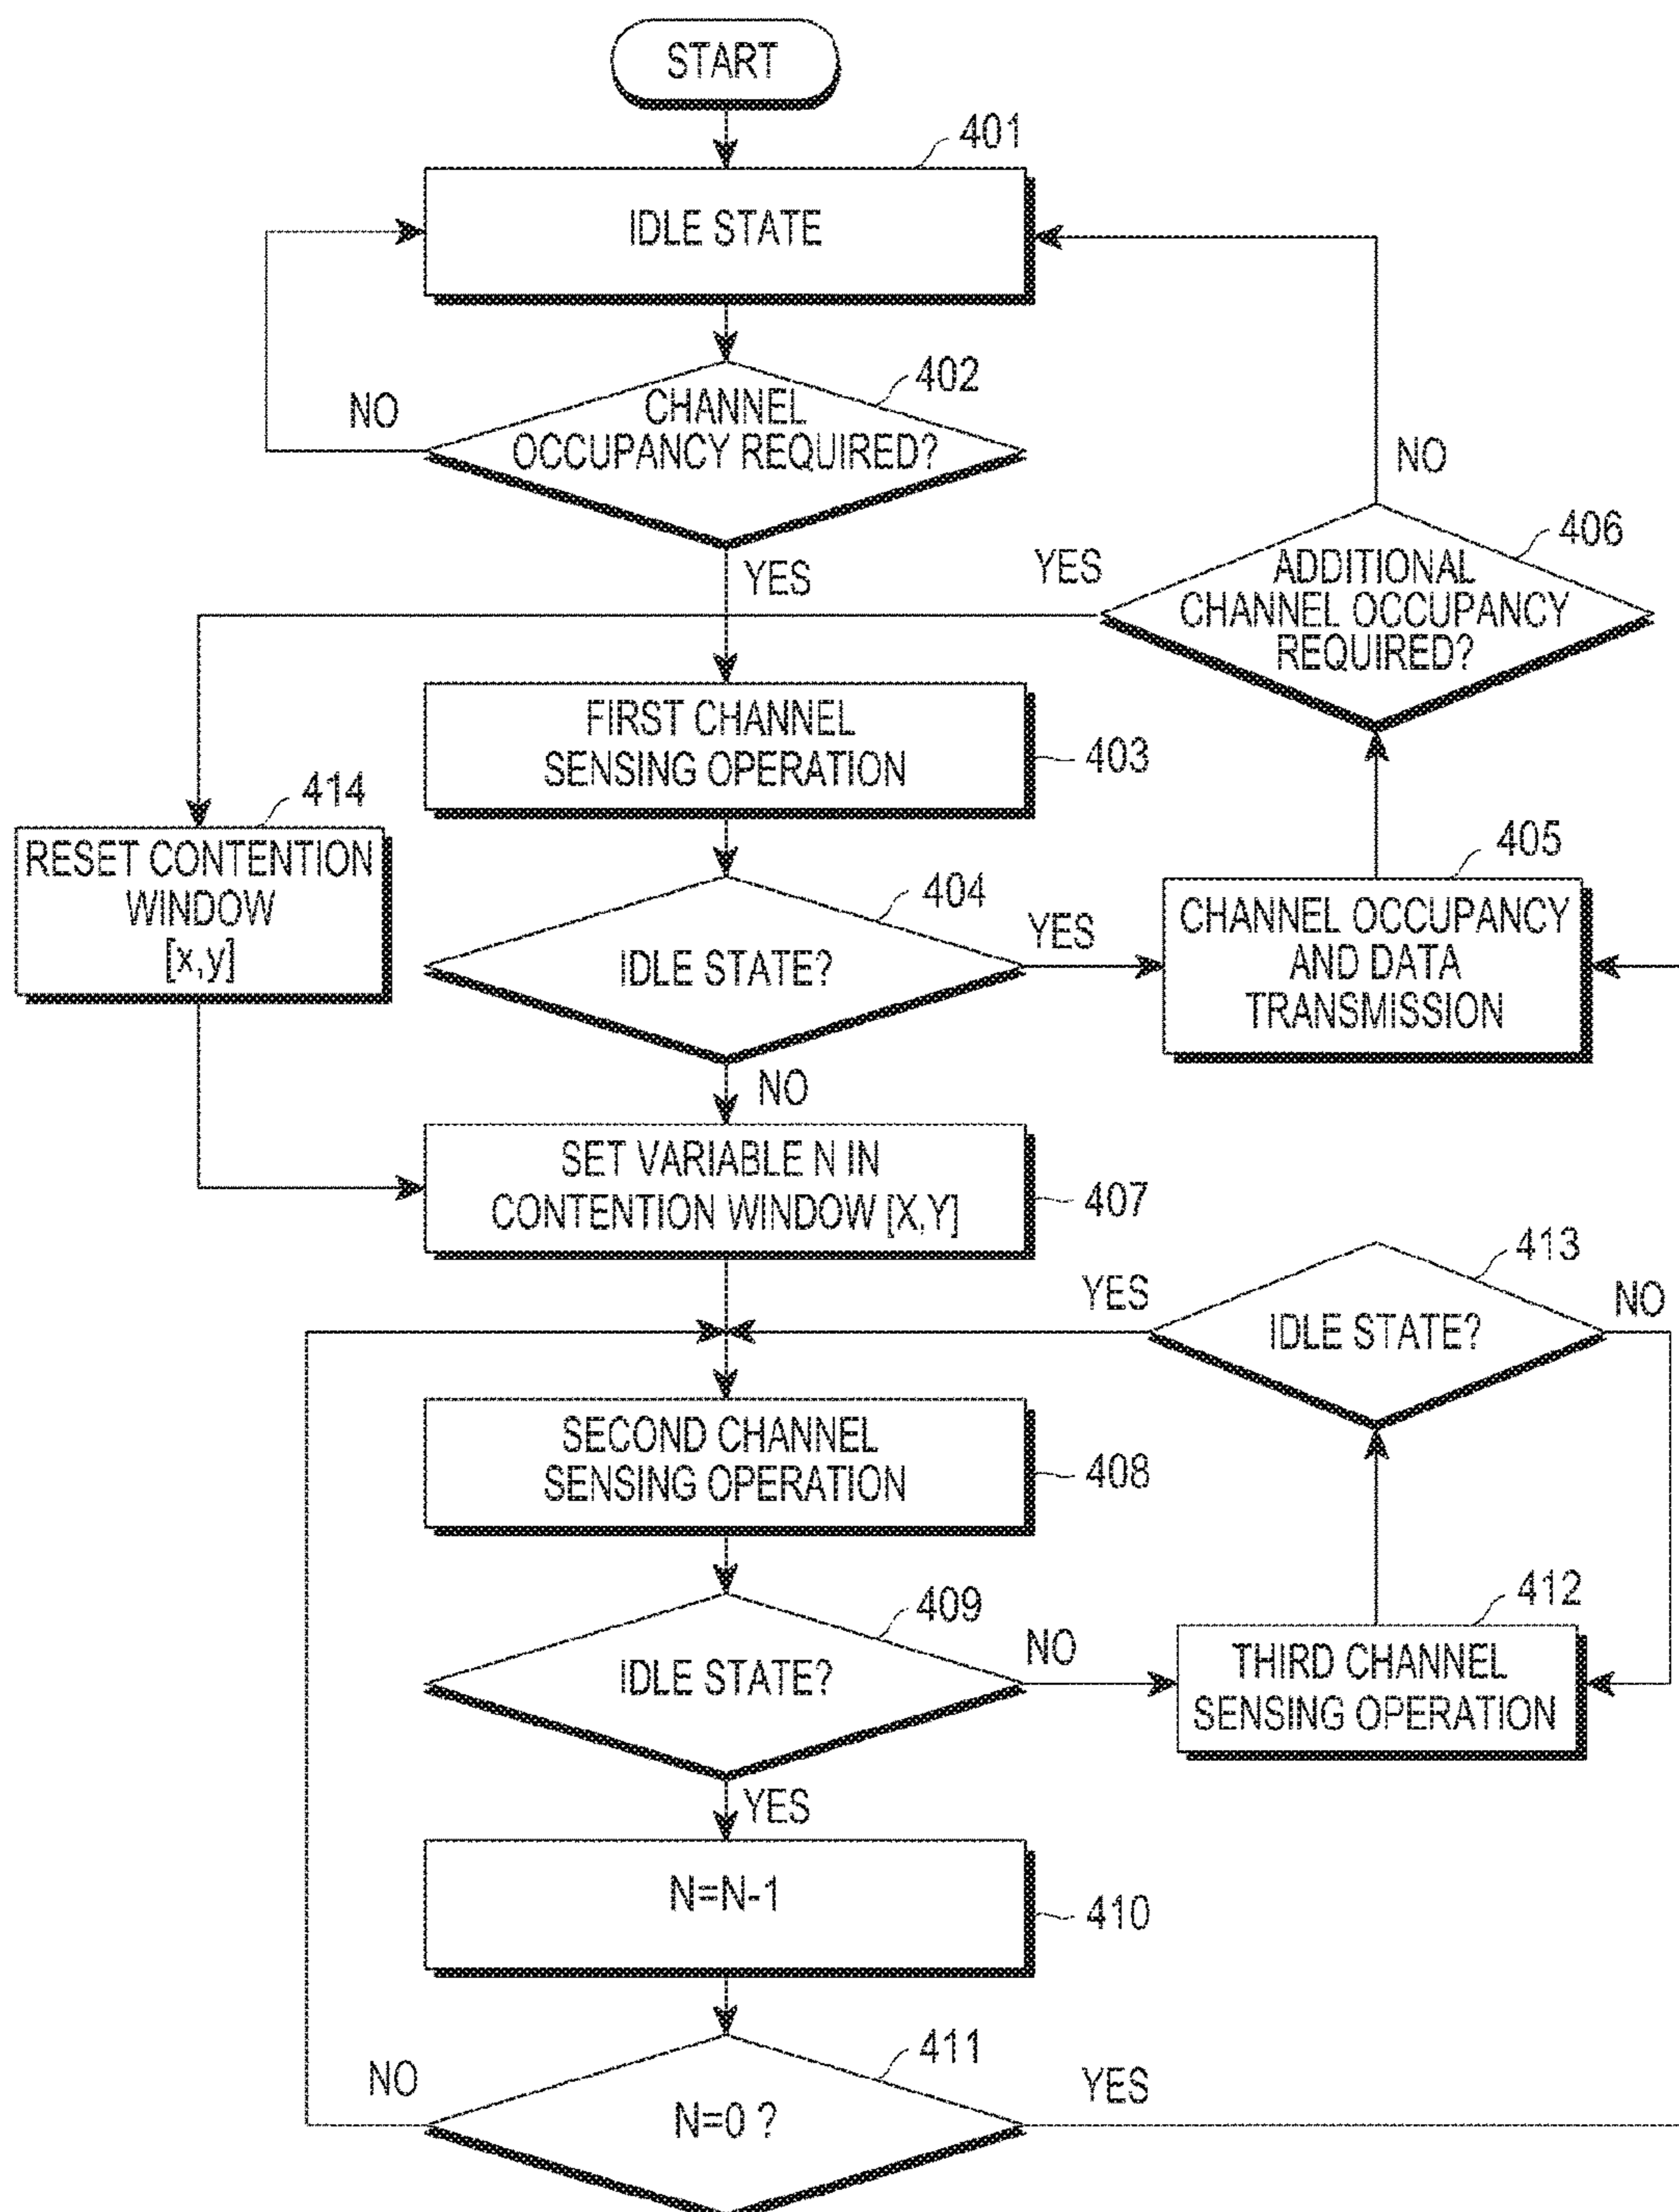 START
401
IDLE STATE
402
CHANNEL
OCCUPANCY REQUIRED?
NO
YES
NO
406
ADDITIONAL
CHANNEL OCCUPANCY
REQUIRED?
YES
FIRST CHANNEL
SENSING OPERATION
403
414
RESET CONTENTION
WINDOW
[x,y]
404
IDLE STATE?
YES
NO
405
CHANNEL OCCUPANCY
AND DATA
TRANSMISSION
SET VARIABLE N IN
CONTENTION WINDOW [X,Y]
407
413
YES
IDLE STATE?
NO
SECOND CHANNEL
SENSING OPERATION
408
409
IDLE STATE?
NO
YES
412
THIRD CHANNEL
SENSING OPERATION
N=N-1
410
411
NO
N=0 ?
YES